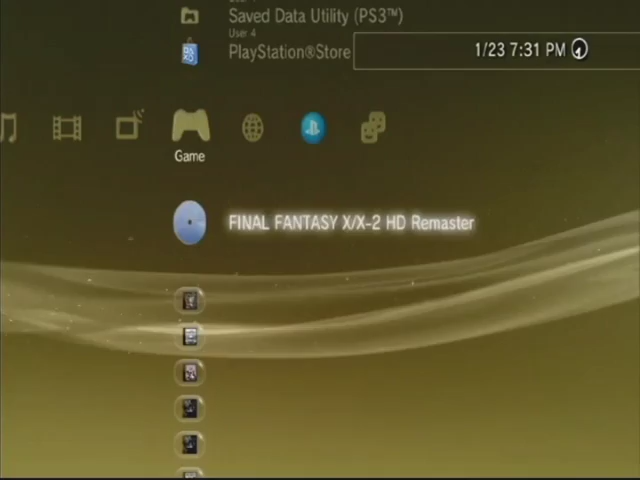 Saved Data Utility (PS3™)
User 4
PlayStation®Store
1/23 7:31 PM
Game
FINAL FANTASY X/X-2 HD Remaster